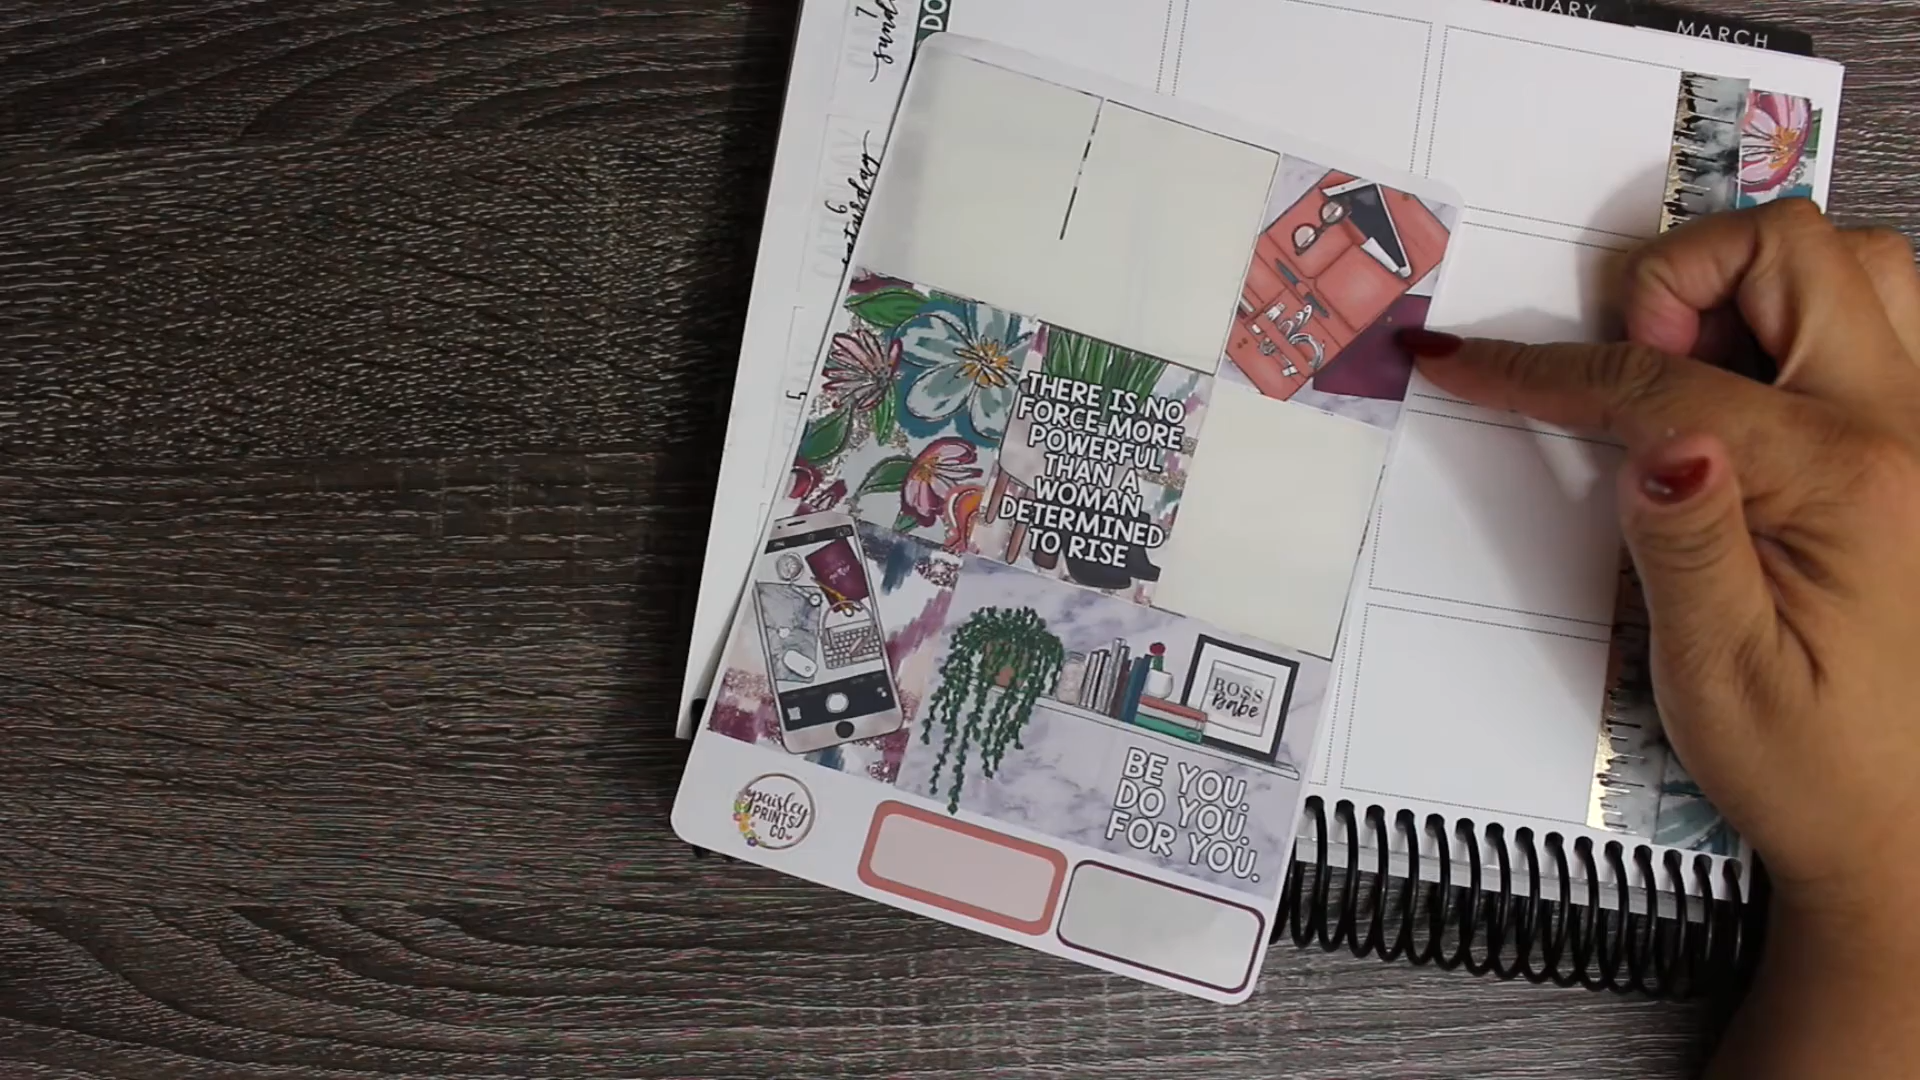 MARCH
saturday
THERE IS NO
FORCE MORE
POWERFUL
THAN A
WOMAN
DETERMINED
TO RISE
BOSS
Babe
BE YOU.
DO YOU.
FOR YOU.
paisley
PRINTS
CO